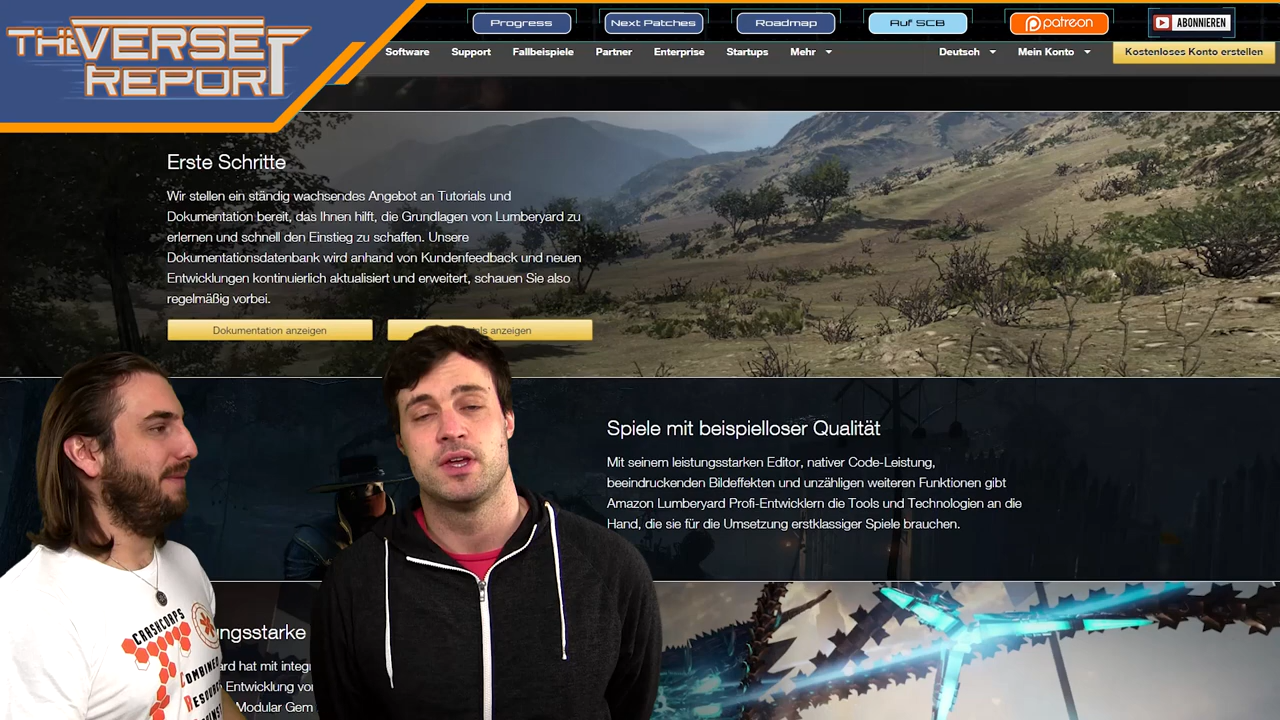 THE VERSE
REPORT
Progress
Next Patches
Roadmap
Auf SCB
patreon
ABONNIEREN
Software
Support
Fallbeispiele
Partner
Enterprise
Startups
Mehr
Deutsch
Mein Konto
Kostenloses Konto erstellen
Erste Schritte
Wir stellen ein ständig wachsendes Angebot an Tutorials und
Dokumentation bereit, das Ihnen hilft, die Grundlagen von Lumberyard zu
erlernen und schnell den Einstieg zu schaffen. Unsere
Dokumentationsdatenbank wird anhand von Kundenfeedback und neuen
Entwicklungen kontinuierlich aktualisiert und erweitert, schauen Sie also
regelmäßig vorbei.
Dokumentation anzeigen
anzeigen
Spiele mit beispielloser Qualität
Mit seinem leistungsstarken Editor, nativer Code-Leistung,
beeindruckenden Bildeffekten und unzähligen weiteren Funktionen gibt
Amazon Lumberyard Profi-Entwicklern die Tools und Technologien an die
Hand, die sie für die Umsetzung erstklassiger Spiele brauchen.
ungsstarke
ard hat mit integ
Entwicklung vo
Modular Gem
CRASHCORPS